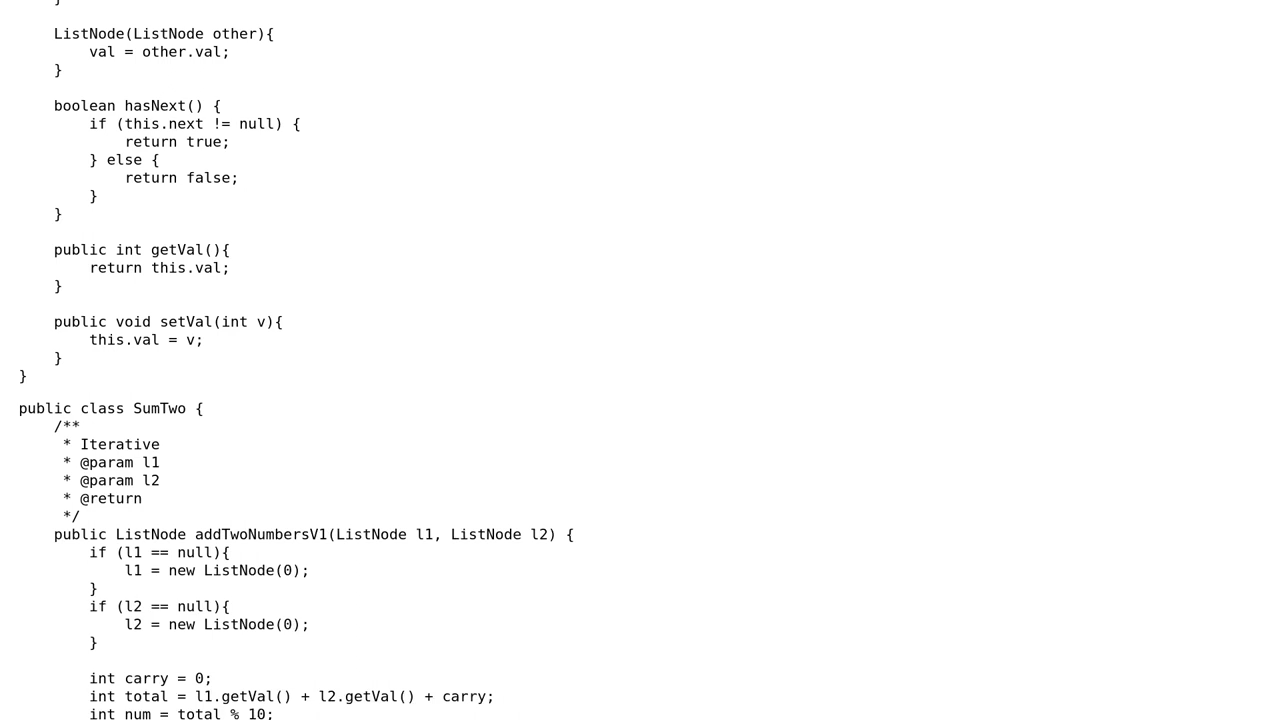 }
ListNode(ListNode other){
val = other.val;
}
boolean hasNext() {
if (this.next != null) {
return true;
} else {
return false;
}
}
public int getVal(){
return this.val;
}
public void setVal(int v){
this.val = v;
}
}
public class SumTwo {
/**
* Iterative
* @param l1
* @param l2
* @return
*/
public ListNode addTwoNumbersV1(ListNode l1, ListNode l2) {
if (l1 == null){
l1 = new ListNode(0);
}
if (l2 == null){
l2 = new ListNode(0);
}
int carry = 0;
int total = l1.getVal() + l2.getVal() + carry;
int num = total % 10;